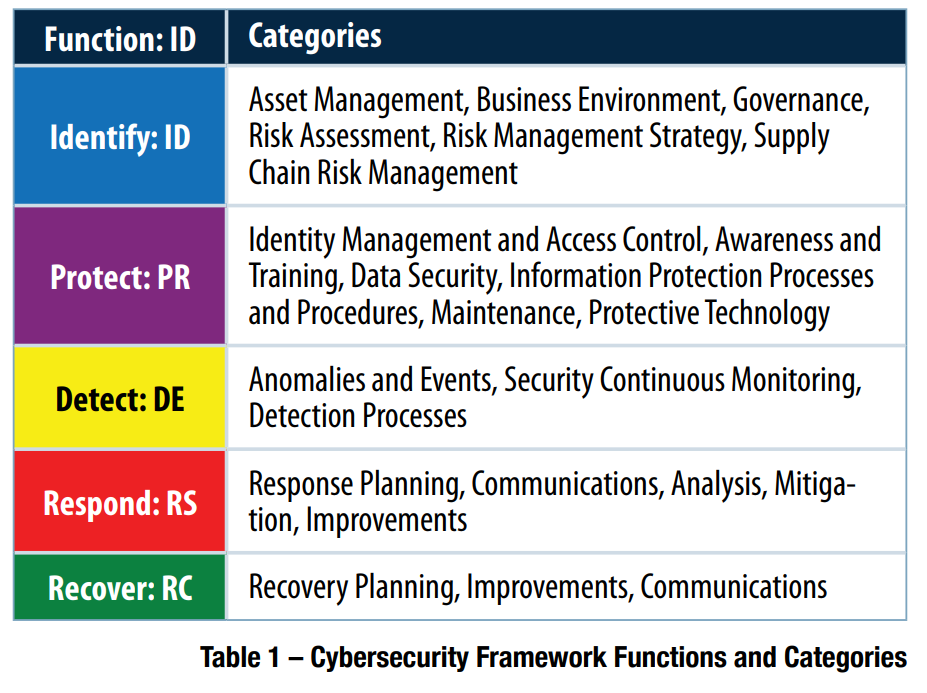 Function: ID
Categories
Identify: ID
Asset Management, Business Environment, Governance,
Risk Assessment, Risk Management Strategy, Supply
Chain Risk Management
Protect: PR
Identity Management and Access Control, Awareness and
Training, Data Security, Information Protection Processes
and Procedures, Maintenance, Protective Technology
Detect: DE
Anomalies and Events, Security Continuous Monitoring,
Detection Processes
Respond: RS
Response Planning, Communications, Analysis, Mitiga-
tion, Improvements
Recover: RC
Recovery Planning, Improvements, Communications
Table 1 – Cybersecurity Framework Functions and Categories